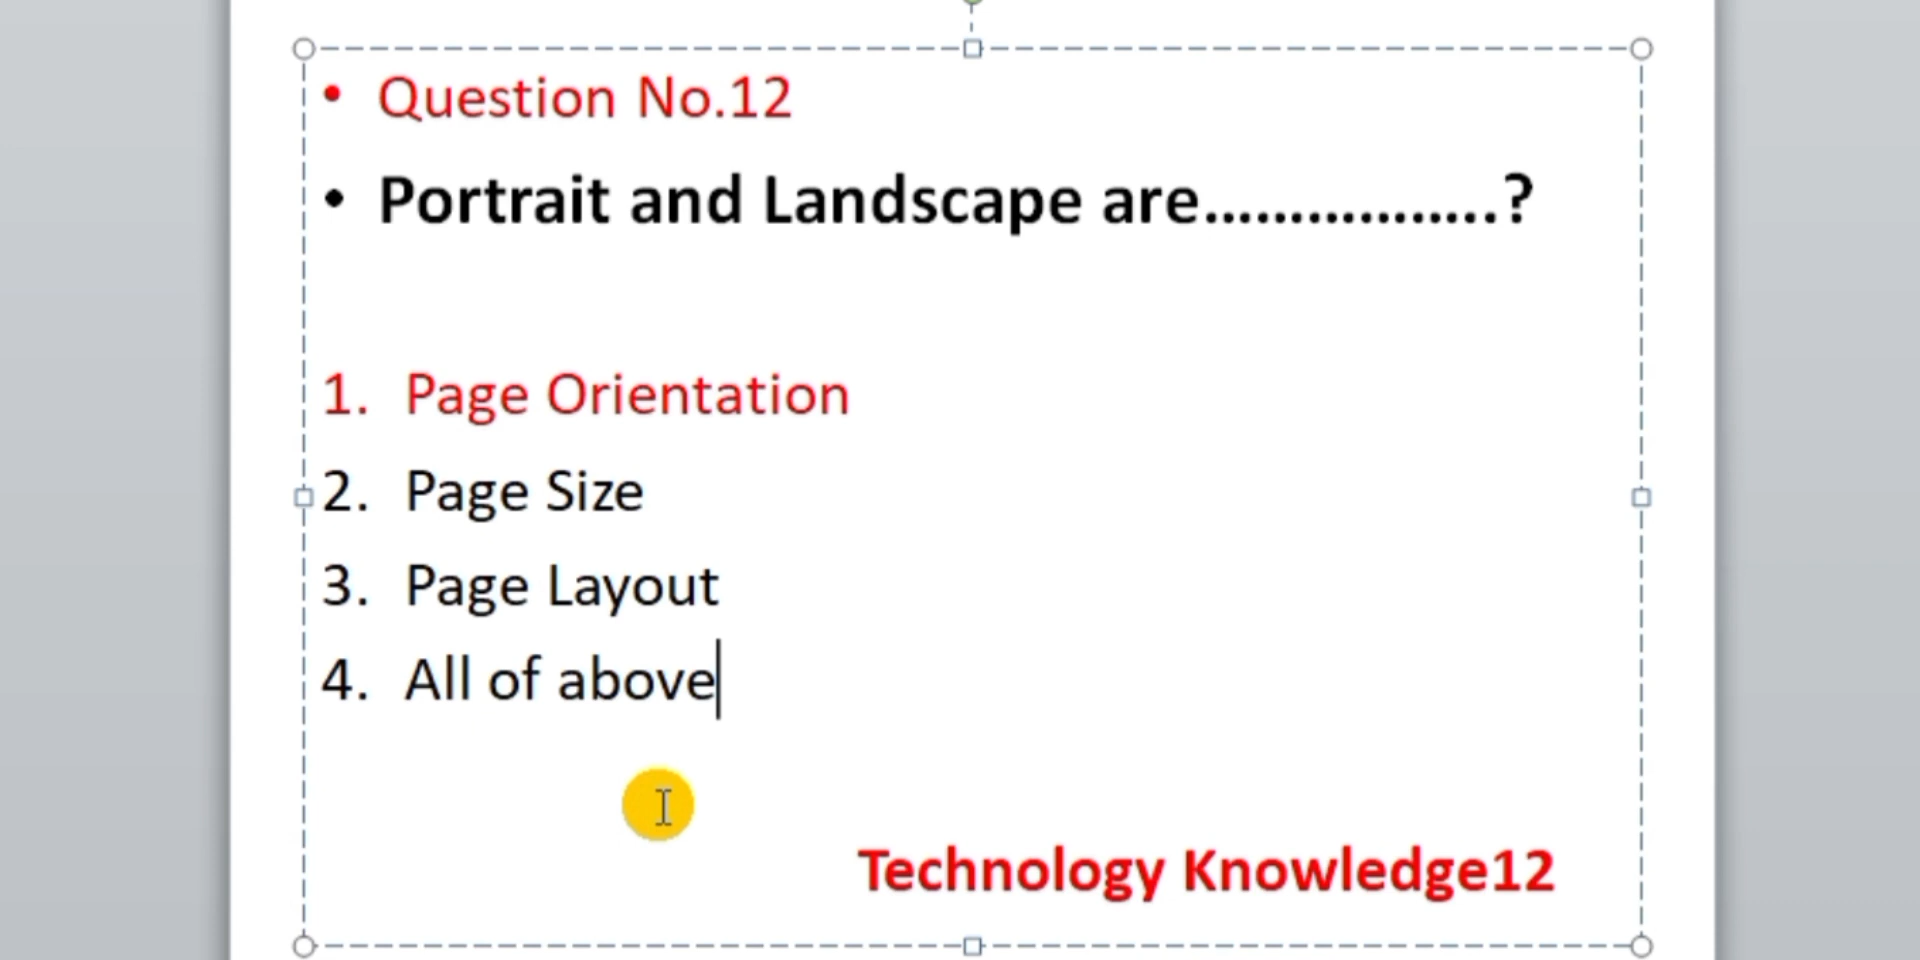 • Question No.12
• Portrait and Landscape are.................?
1. Page Orientation
2. Page Size
3. Page Layout
4. All of above
Technology Knowledge12